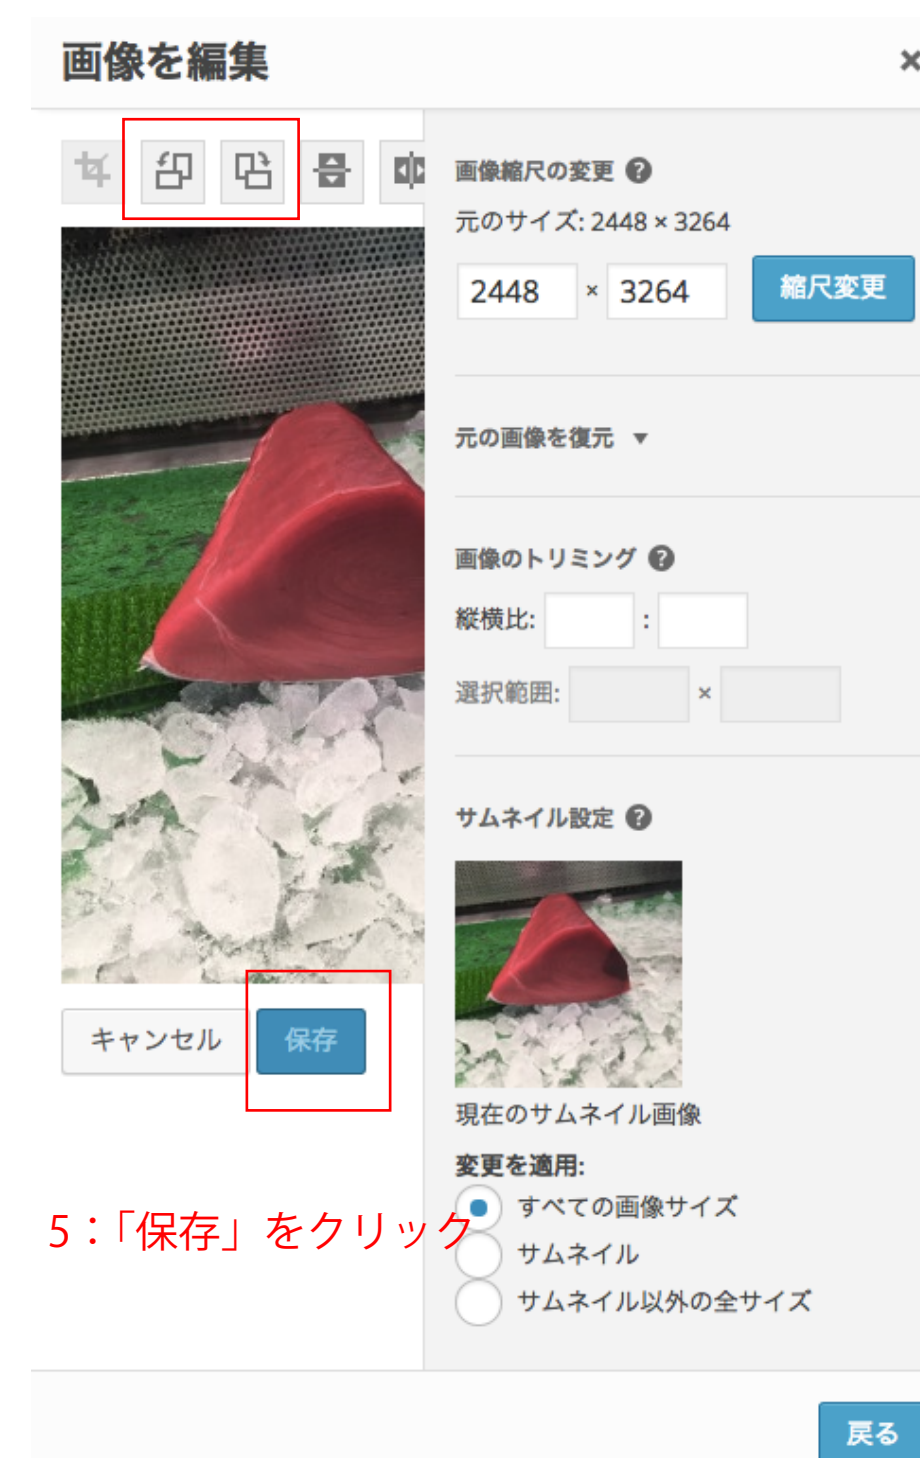 画像を編集
画像縮尺の変更
元のサイズ: 2448 × 3264
2448 × 3264 縮尺変更
元の画像を復元 ▼
画像のトリミング
縦横比: :
選択範囲: ×
サムネイル設定
キャンセル 保存
現在のサムネイル画像
変更を適用:
すべての画像サイズ
5：「保存」をクリック
サムネイル
サムネイル以外の全サイズ
戻る